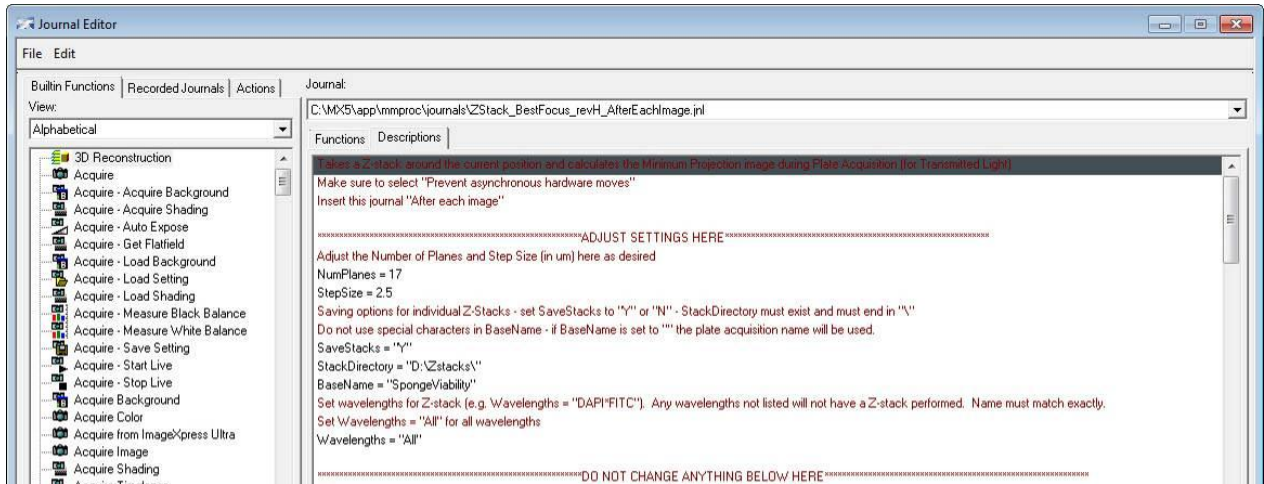 Journal Editor
File Edit
Builtin Functions Recorded Journals Actions
View:
Alphabetical
3D Reconstruction
Acquire
Acquire - Acquire Background
Acquire - Acquire Shading
Acquire - Auto Expose
Acquire - Get Flatfield
Acquire - Load Background
Acquire - Load Setting
Acquire - Load Shading
Acquire - Measure Black Balance
Acquire - Measure White Balance
Acquire - Save Setting
Acquire - Start Live
Acquire - Stop Live
Acquire Background
Acquire Color
Acquire from ImageXpress Ultra
Acquire Image
Acquire Shading
Journal:
C:\MX5\app\mmproc\journals\ZStack_BestFocus_revH_AfterEachImage.jnl
Functions Descriptions
Takes a Z-stack around the current position and calculates the Minimum Projection image during Plate Acquisition (for Transmitted Light)
Make sure to select "Prevent asynchronous hardware moves"
Insert this journal "After each image"
ADJUST SETTINGS HERE
Adjust the Number of Planes and Step Size (in um) here as desired
NumPlanes = 17
StepSize = 2.5
Saving options for individual Z-Stacks - set SaveStacks to "Y" or "N" - StackDirectory must exist and must end in "\"
Do not use special characters in BaseName - if BaseName is set to "" the plate acquisition name will be used.
SaveStacks = "Y"
StackDirectory = "D:\Zstacks\"
BaseName = "SpongeViability"
Set wavelengths for Z-stack (e.g. Wavelengths = "DAPI*FITC"). Any wavelengths not listed will not have a Z-stack performed. Name must match exactly.
Set Wavelengths = "All" for all wavelengths
Wavelengths = "All"
DO NOT CHANGE ANYTHING BELOW HERE